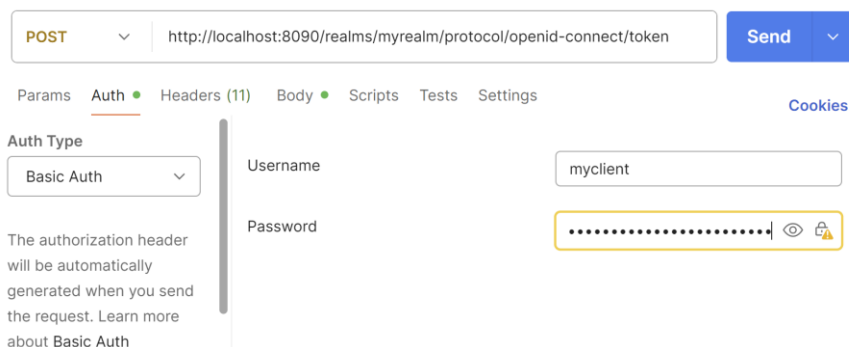 POST http://localhost:8090/realms/myrealm/protocol/openid-connect/token Send
Params Auth Headers (11) Body Scripts Tests Settings Cookies
Auth Type
Basic Auth
The authorization header
will be automatically
generated when you send
the request. Learn more
about Basic Auth
Username myclient
Password ••••••••••••••••••••••••